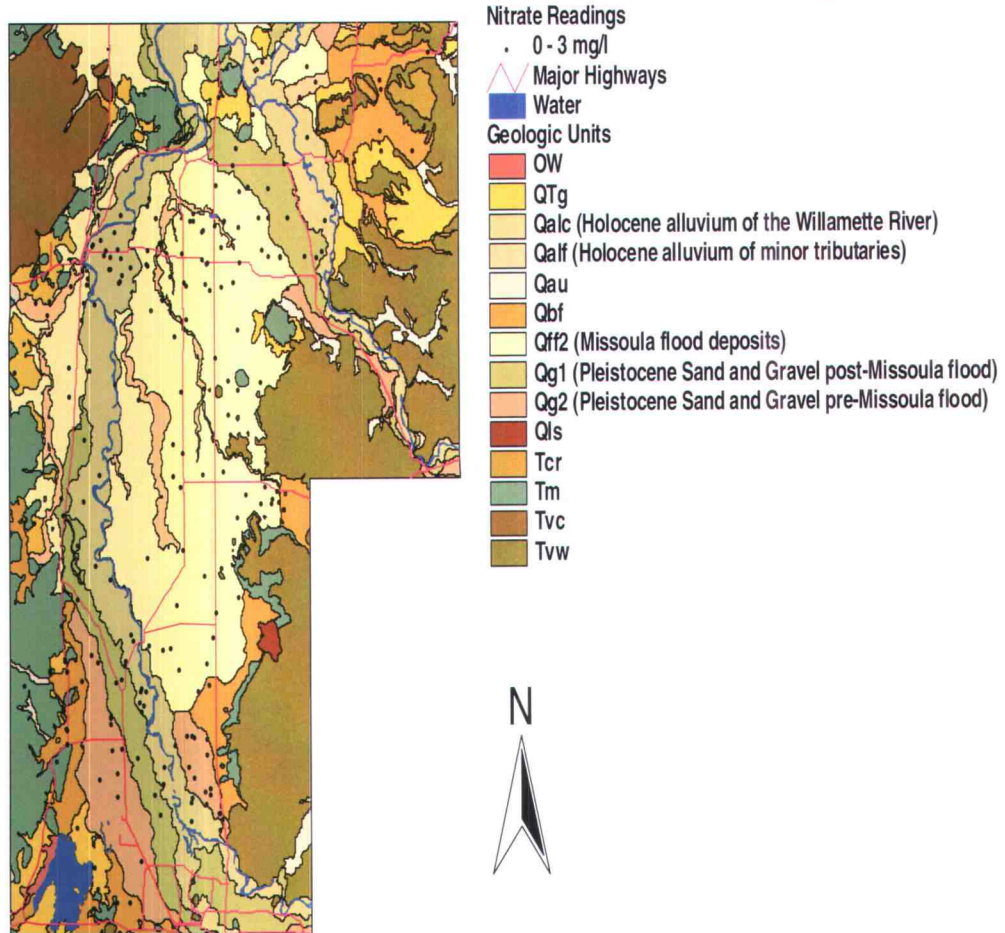 Nitrate Readings
0 - 3 mg/l
Major Highways
Water
Geologic Units
OW
QTg
Qalc (Holocene alluvium of the Willamette River)
Qalf (Holocene alluvium of minor tributaries)
Qau
Qbf
Qff2 (Missoula flood deposits)
Qg1 (Pleistocene Sand and Gravel post-Missoula flood)
Qg2 (Pleistocene Sand and Gravel pre-Missoula flood)
Qls
Tcr
Tm
Tvc
Tvw
N